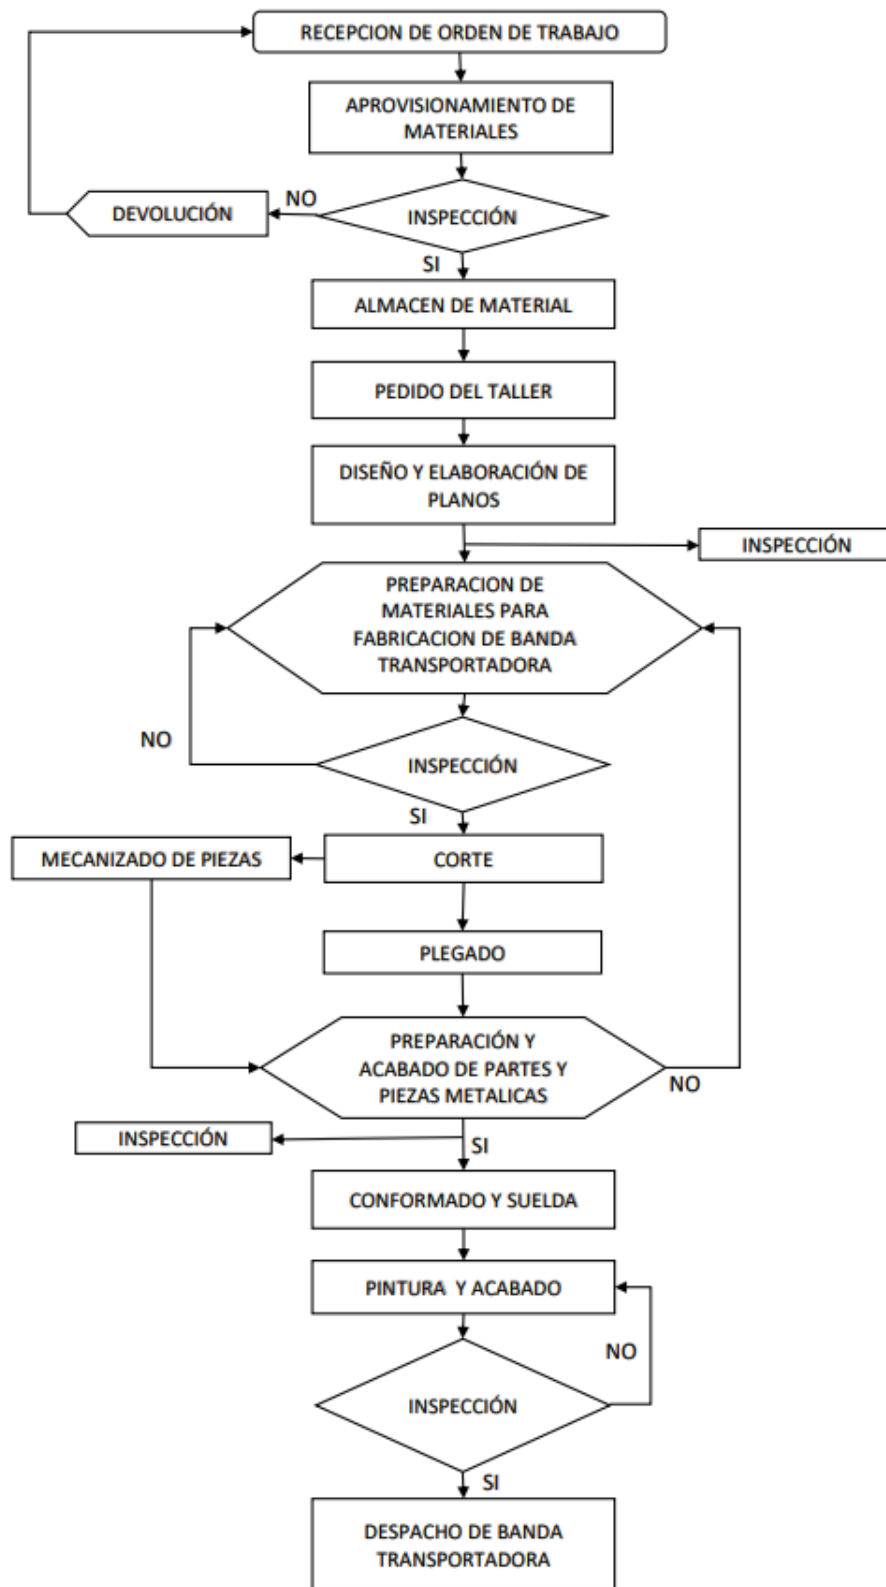 RECEPCION DE ORDEN DE TRABAJO
APROVISIONAMIENTO DE
MATERIALES
NO
DEVOLUCIÓN
INSPECCIÓN
SI
ALMACEN DE MATERIAL
PEDIDO DEL TALLER
DISEÑO Y ELABORACIÓN DE
PLANOS
INSPECCIÓN
PREPARACION DE
MATERIALES PARA
FABRICACION DE BANDA
TRANSPORTADORA
NO
INSPECCIÓN
SI
MECANIZADO DE PIEZAS
CORTE
PLEGADO
PREPARACIÓN Y
ACABADO DE PARTES Y
PIEZAS METALICAS
NO
INSPECCIÓN
SI
CONFORMADO Y SUELDA
PINTURA Y ACABADO
NO
INSPECCIÓN
SI
DESPACHO DE BANDA
TRANSPORTADORA